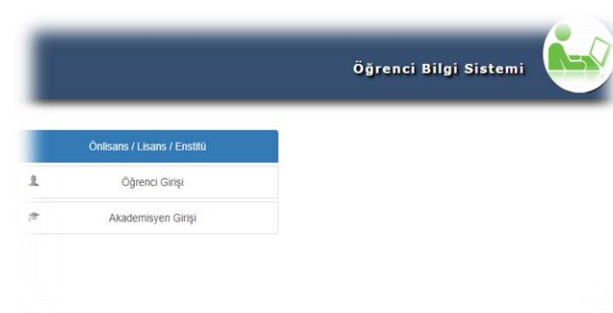 Öğrenci Bilgi Sistemi
Önlisans / Lisans / Enstitü
Öğrenci Girişi
Akademisyen Girişi